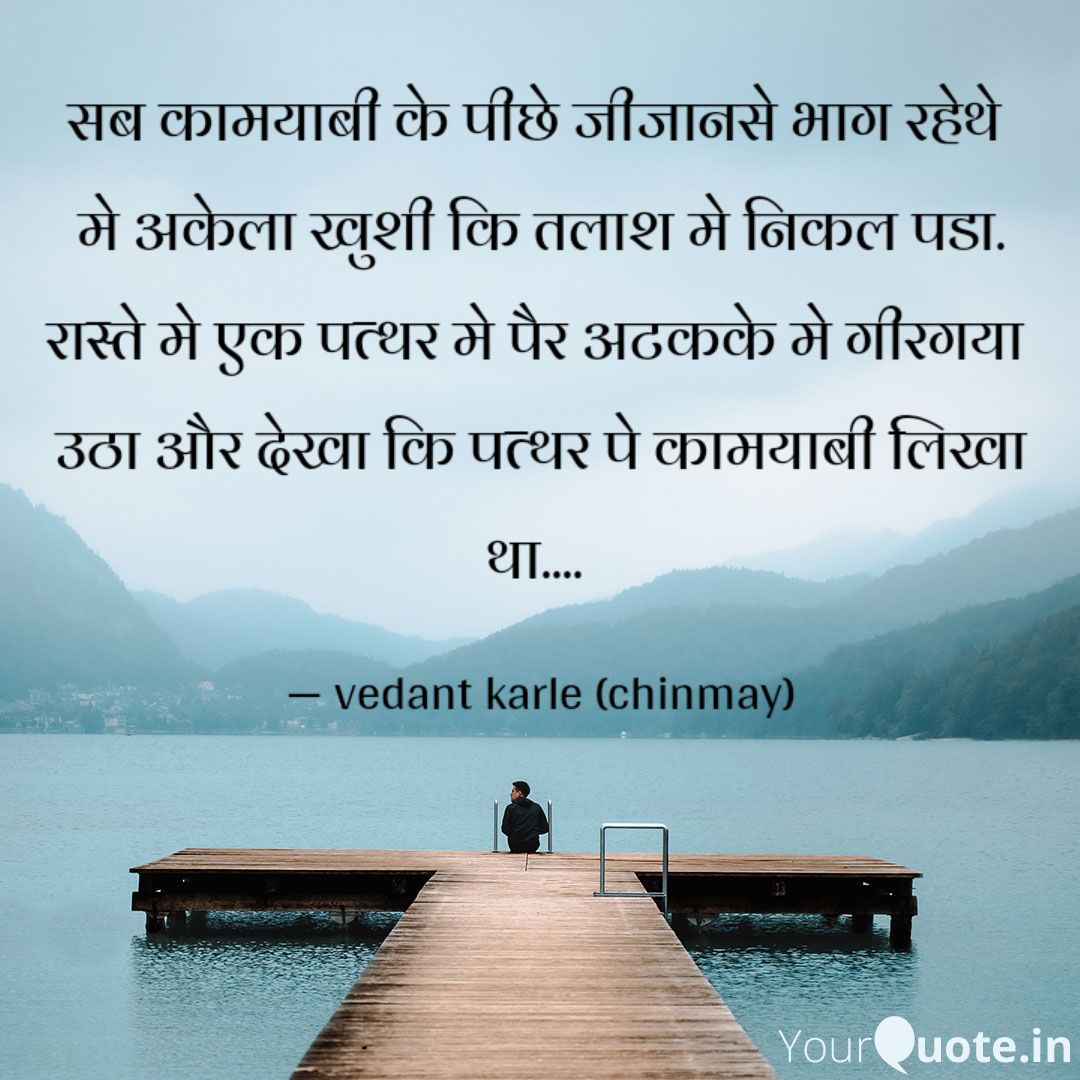 सब कामयाबी के पीछे जीजानसे भाग रहेथे
मे अकेला खुशी कि तलाश मे निकल पडा.
रास्ते मे एक पत्थर मे पैर अटकके मे गीरगया
उठा और देखा कि पत्थर पे कामयाबी लिखा
था....
— vedant karle (chinmay)
YourQuote.in